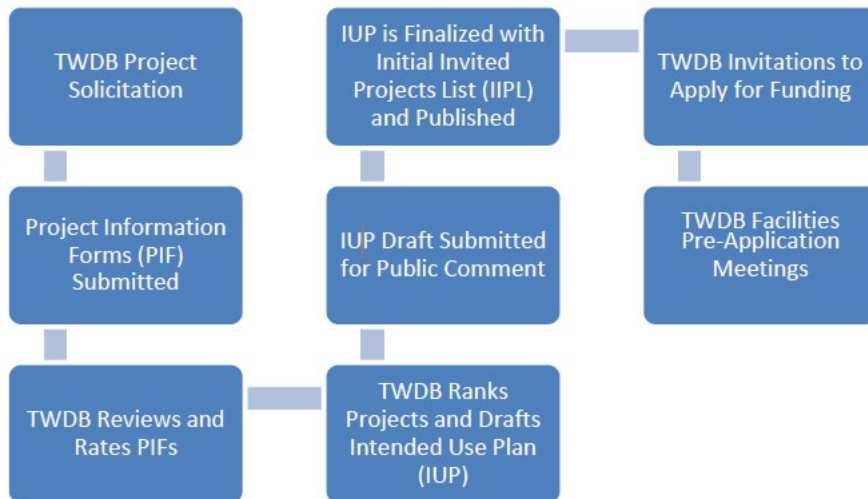 TWDB Project
Solicitation
Project Information
Forms (PIF)
Submitted
TWDB Reviews and
Rates PIFs
TWDB Ranks
Projects and Drafts
Intended Use Plan
(IUP)
IUP Draft Submitted
for Public Comment
IUP is Finalized with
Initial Invited
Projects List (IIPL)
and Published
TWDB Invitations to
Apply for Funding
TWDB Facilities
Pre-Application
Meetings